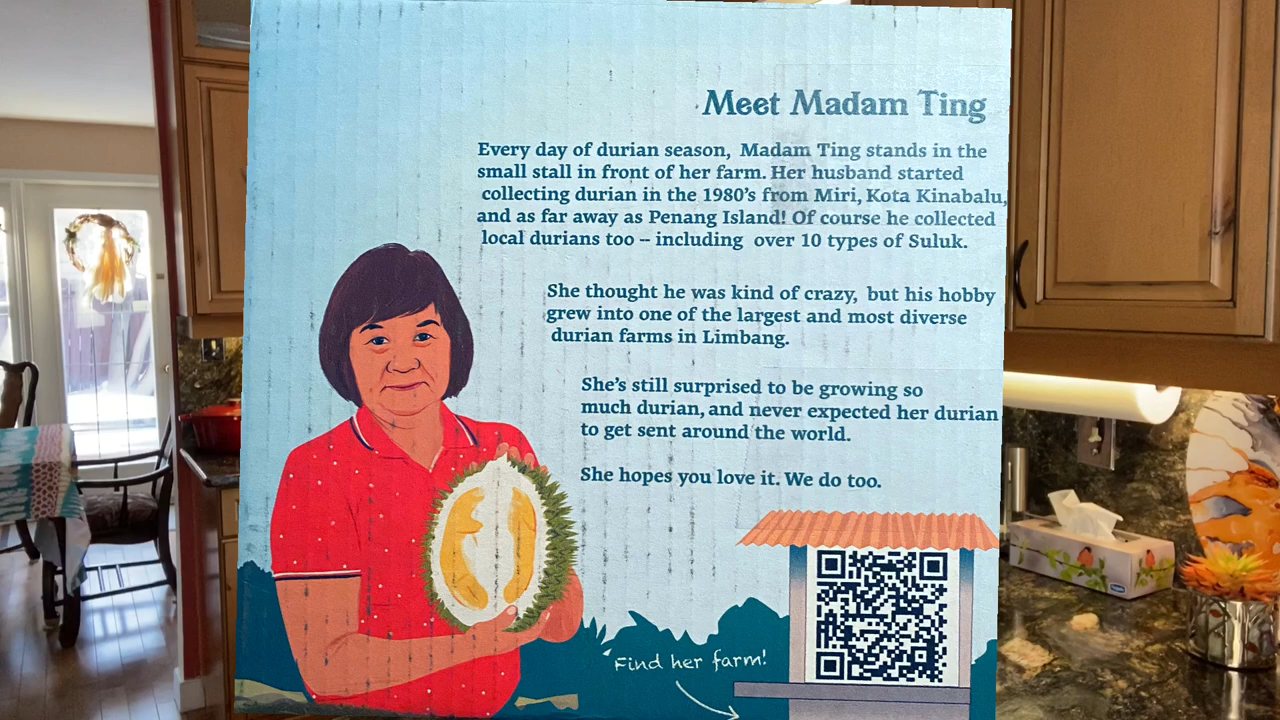 Meet Madam Ting
Every day of durian season, Madam Ting stands in the
small stall in front of her farm. Her husband started
collecting durian in the 1980's from Miri, Kota Kinabalu,
and as far away as Penang Island! Of course he collected
local durians too – including over 10 types of Suluk.
She thought he was kind of crazy, but his hobby
grew into one of the largest and most diverse
durian farms in Limbang.
She's still surprised to be growing so
much durian, and never expected her durian
to get sent around the world.
She hopes you love it. We do too.
Find her farm!